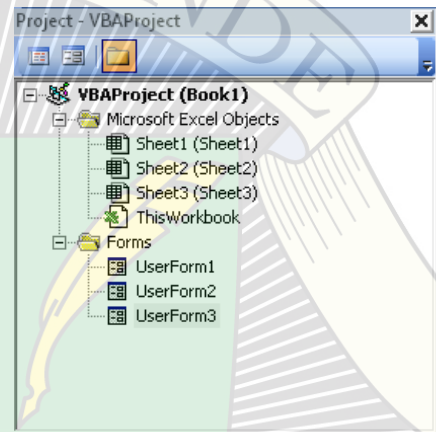 Project - VBAProject
VBAProject (Book1)
Microsoft Excel Objects
Sheet1 (Sheet1)
Sheet2 (Sheet2)
Sheet3 (Sheet3)
ThisWorkbook
Forms
UserForm1
UserForm2
UserForm3